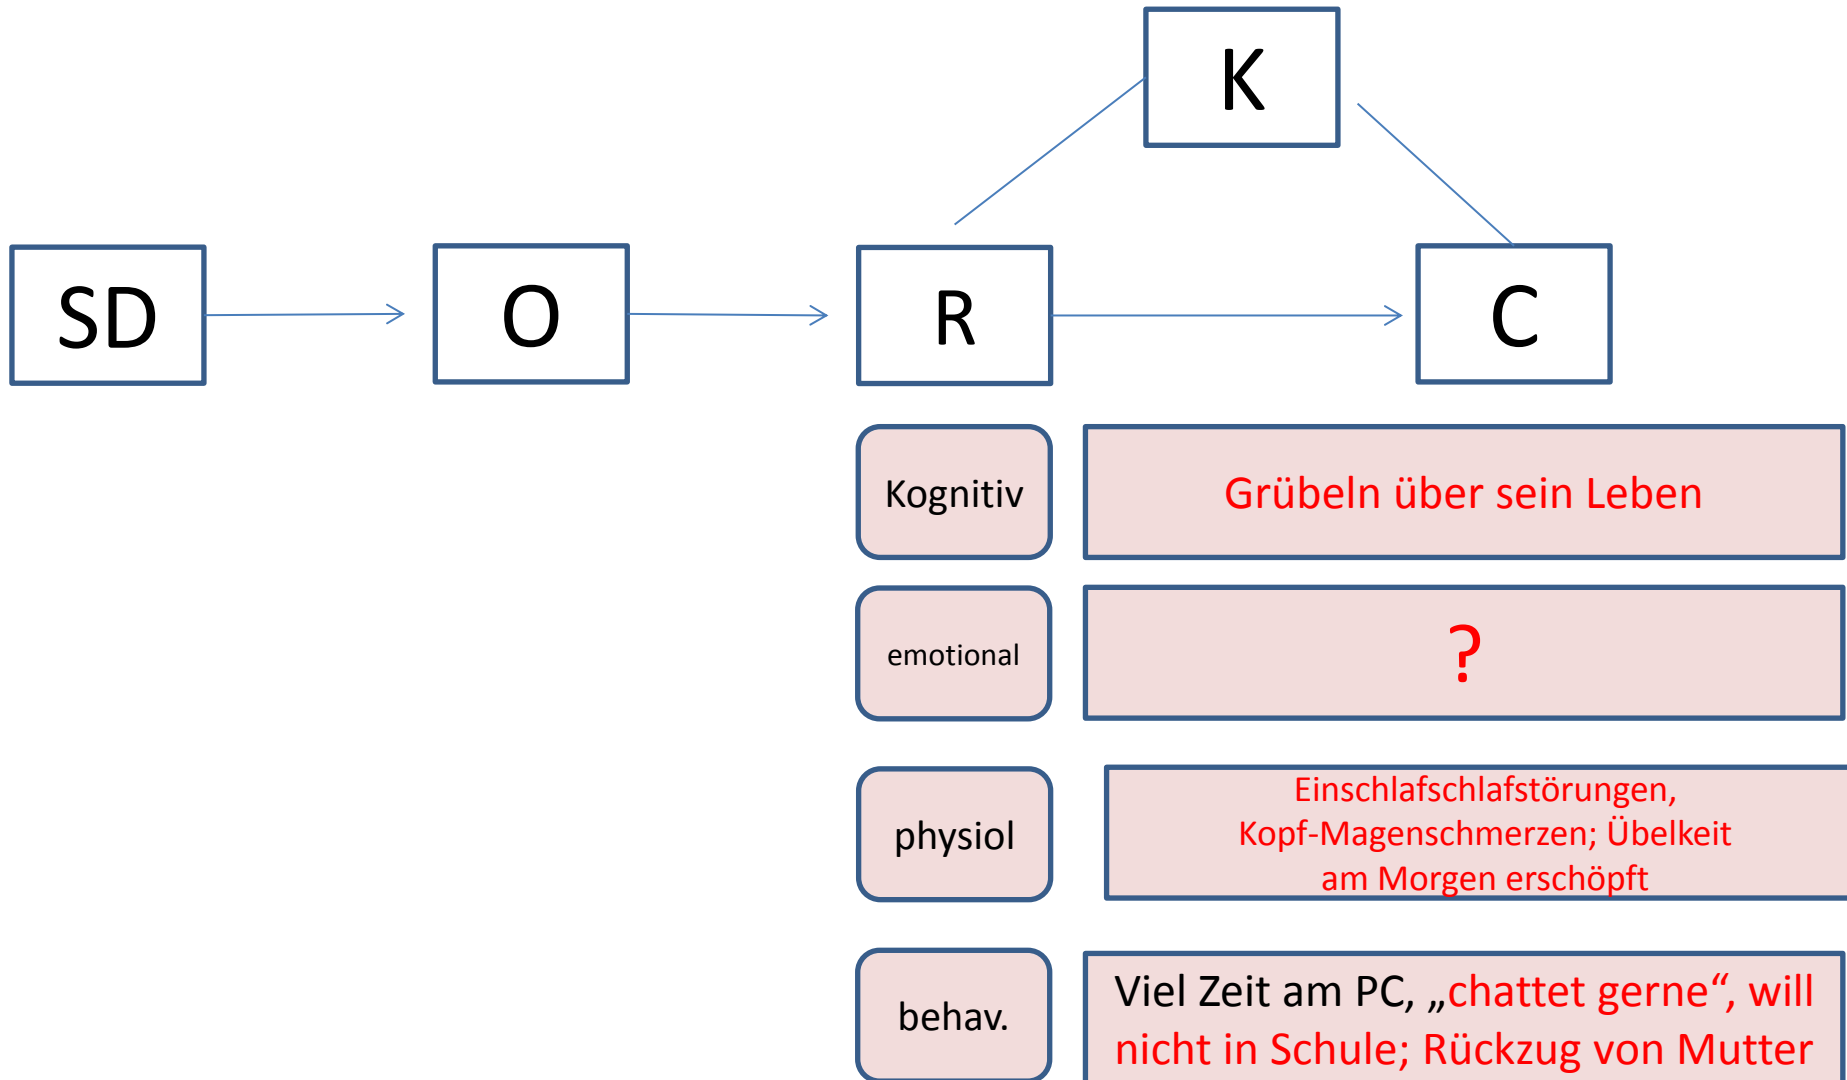 K
SD
O
R
C
Kognitiv
Grübeln über sein Leben
emotional
?
physiol
Einschlafschlafstörungen,
Kopf-Magenschmerzen; Übelkeit
am Morgen erschöpft
behav.
Viel Zeit am PC, „chattet gerne“, will
nicht in Schule; Rückzug von Mutter